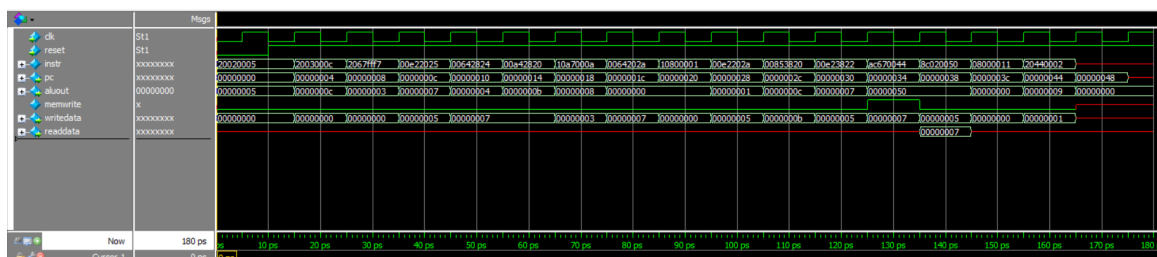 Msgs
clk St1
reset St1
instr xxxxxxxx 20020005 2003000c 2067fff7 00e22025 00642824 00a42820 10a7000a 0064202a 10800001 00e2202a 00853820 00e23822 ac670044 8c020050 08000011 20440002
pc xxxxxxxx 00000000 00000004 00000008 0000000c 00000010 00000014 00000018 0000001c 00000020 00000028 0000002c 00000030 00000034 00000038 0000003c 00000044 00000048
aluout 00000000 00000005 0000000c 00000003 00000007 00000004 0000000b 00000008 00000000 00000001 0000000c 00000007 00000050 00000000 00000009 00000000
memwrite x
writedata xxxxxxxx 00000000 00000000 00000000 00000005 00000007 00000003 00000007 00000000 00000005 0000000b 00000005 00000007 00000005 00000000 00000001
readdata xxxxxxxx 00000007
Now 180 ps ps 10 ps 20 ps 30 ps 40 ps 50 ps 60 ps 70 ps 80 ps 90 ps 100 ps 110 ps 120 ps 130 ps 140 ps 150 ps 160 ps 170 ps 180
Cursor 1 0 ps 0 ps